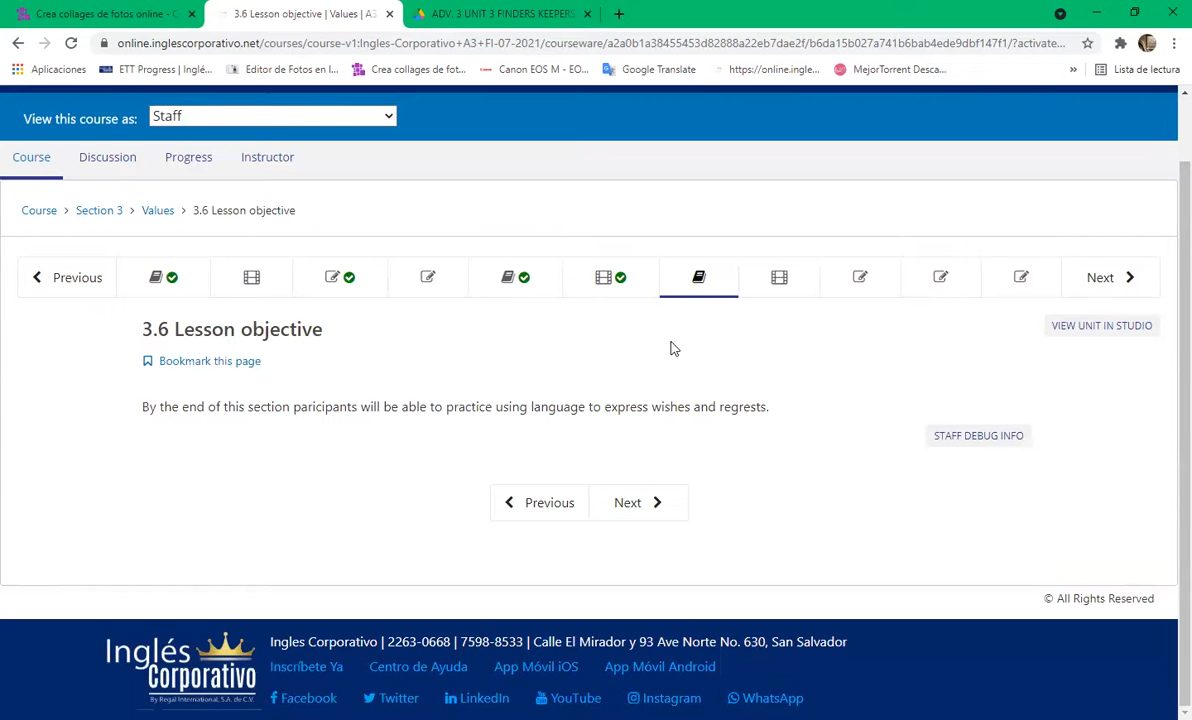 Crea collages de fotos online - C
3.6 Lesson objective | Values | A3
ADV. 3 UNIT 3 FINDERS KEEPERS
online.inglescorporativo.net/courses/course-v1:Ingles-Corporativo+A3+FI-07-2021/courseware/a2a0b1a38455453d82888a22eb7dae2f/b6da15b027a741b6bab4ede9dbf147f1/?activate...
Aplicaciones
ETT Progress | Inglé...
Editor de Fotos en l...
Crea collages de fot...
Canon EOS M - EO...
Google Translate
https://online.ingle...
MejorTorrent Desca...
»
Lista de lectura
View this course as: Staff
Course Discussion Progress Instructor
Course > Section 3 > Values > 3.6 Lesson objective
Previous
Next
3.6 Lesson objective
VIEW UNIT IN STUDIO
Bookmark this page
By the end of this section paricipants will be able to practice using language to express wishes and regrests.
STAFF DEBUG INFO
Previous Next
© All Rights Reserved
Inglés Corporativo
By Regal International, S.A. de C.V.
Ingles Corporativo | 2263-0668 | 7598-8533 | Calle El Mirador y 93 Ave Norte No. 630, San Salvador
Inscríbete Ya Centro de Ayuda App Móvil iOS App Móvil Android
Facebook Twitter LinkedIn YouTube Instagram WhatsApp